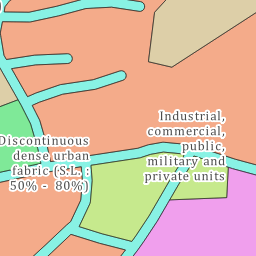 Industrial,
commercial,
public,
military and
private units
Discontinuous
dense urban
fabric (S.L. :
50% - 80%)